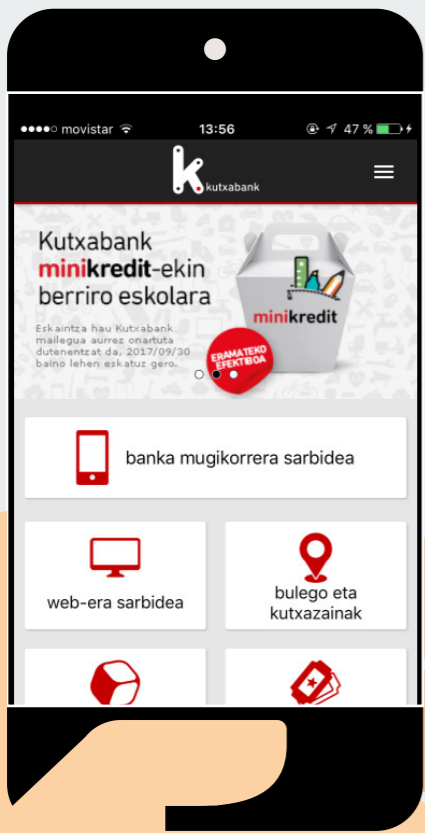 movistar 13:56 47 %
kutxabank
Kutxabank
minikredit-ekin
berriro eskolara
Eskaintza hau Kutxabank
mailegua aurrez onartuta
dutenentzat da, 2017/09/30
baino lehen eskatuz gero.
minikredit
ERAMATEKO
EFEKTIBOA
banka mugikorrera sarbidea
web-era sarbidea
bulego eta
kutxazainak